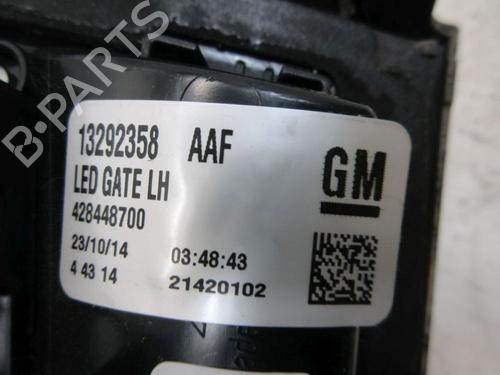 B-PARTS
13292358 AAF
LED GATE LH
GM
428448700
23/10/14 03:48:43
4 43 14 21420102